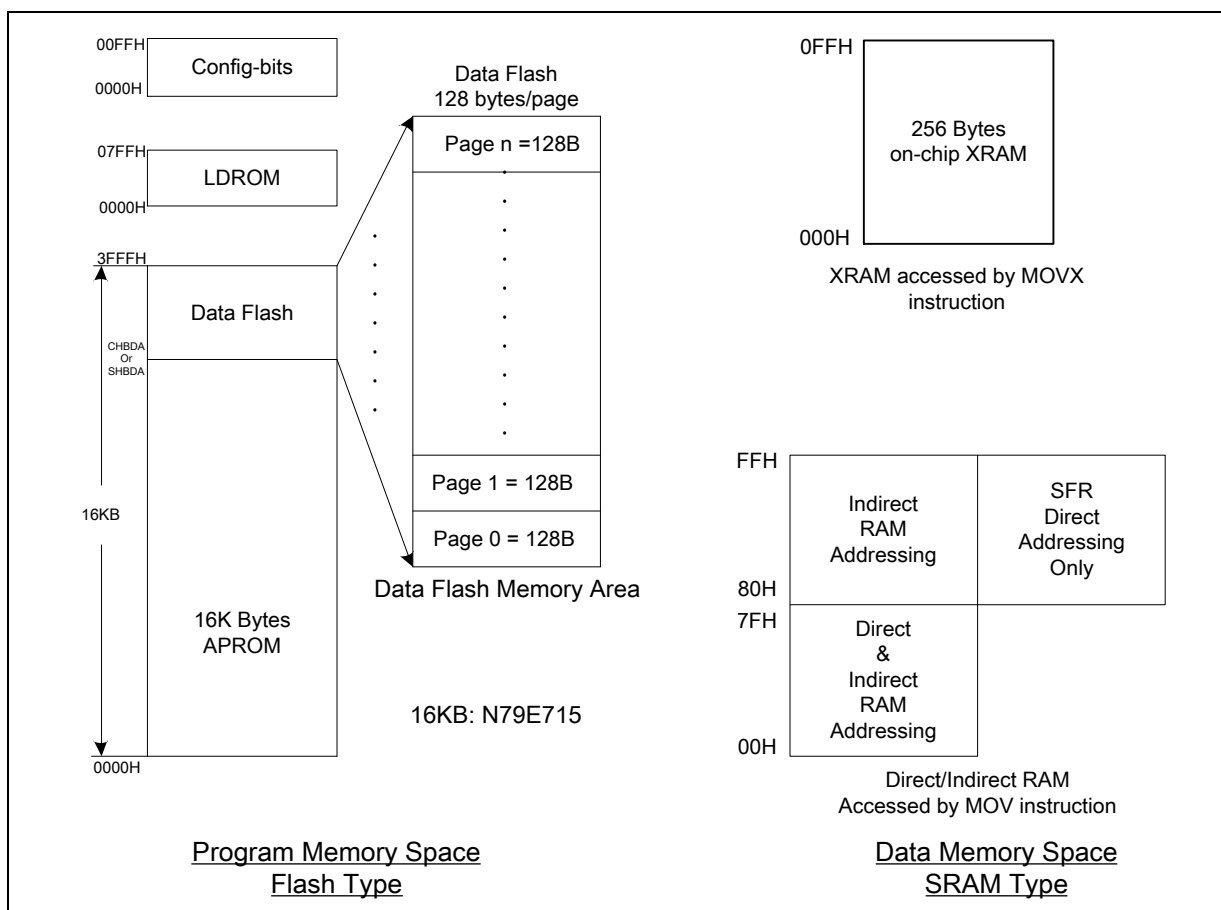 00FFH
Config-bits
0000H
07FFH
LDROM
0000H
3FFFH
Data Flash
CHBDA
Or
SHBDA
16KB
16K Bytes
APROM
0000H
Data Flash
128 bytes/page
Page n =128B
Page 1 = 128B
Page 0 = 128B
Data Flash Memory Area
16KB: N79E715
Program Memory Space
Flash Type
0FFH
256 Bytes
on-chip XRAM
000H
XRAM accessed by MOVX
instruction
FFH
Indirect
RAM
Addressing
SFR
Direct
Addressing
Only
80H
7FH
Direct
&
Indirect
RAM
Addressing
00H
Direct/Indirect RAM
Accessed by MOV instruction
Data Memory Space
SRAM Type